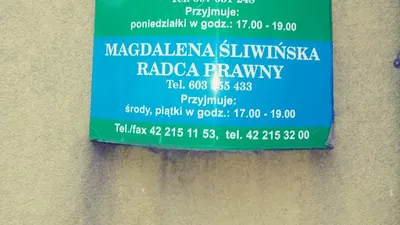 Przyjmuje:
poniedziałki w godz.: 17.00 - 19.00
MAGDALENA ŚLIWIŃSKA
RADCA PRAWNY
Tel. 603 455 433
Przyjmuje:
środy, piątki w godz.: 17.00 - 19.00
Tel./fax 42 215 11 53, tel. 42 215 32 00